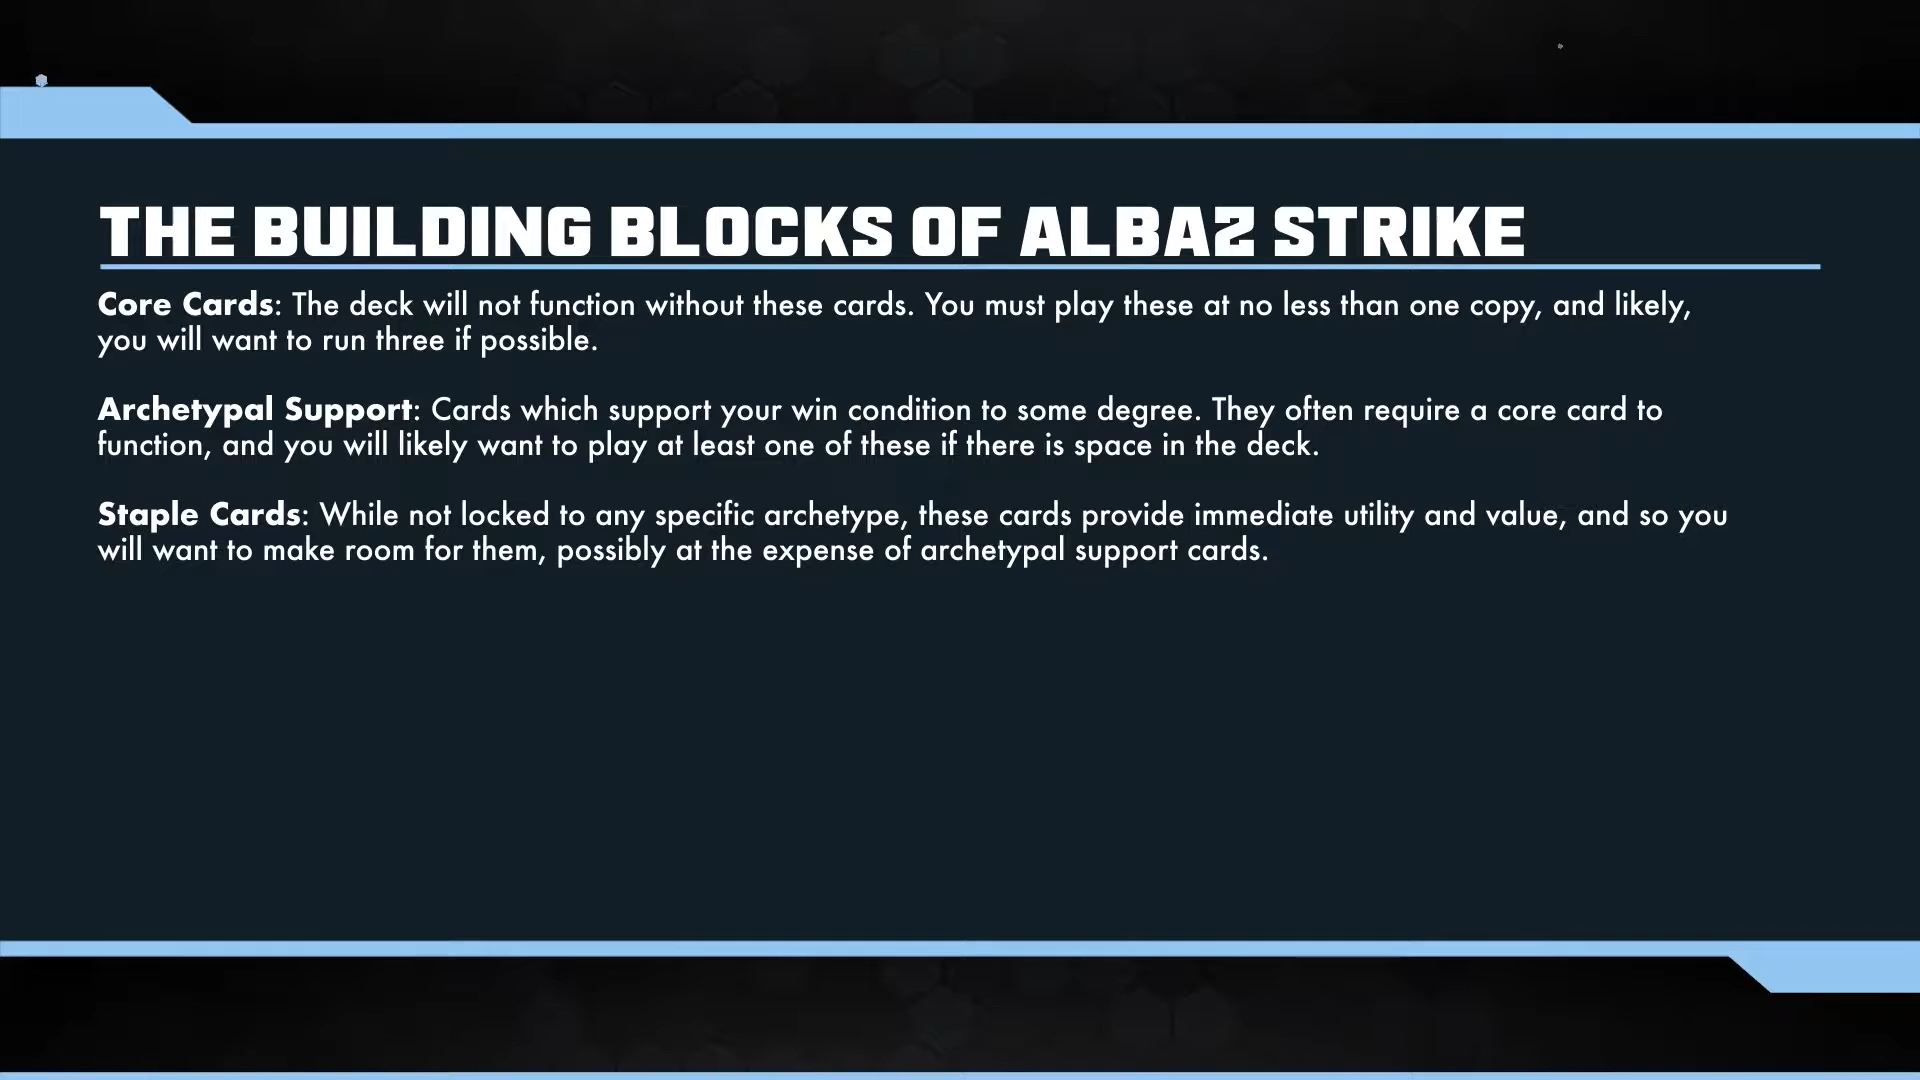 THE BUILDING BLOCKS OF ALBAZ STRIKE
Core Cards: The deck will not function without these cards. You must play these at no less than one copy, and likely,
you will want to run three if possible.
Archetypal Support: Cards which support your win condition to some degree. They often require a core card to
function, and you will likely want to play at least one of these if there is space in the deck.
Staple Cards: While not locked to any specific archetype, these cards provide immediate utility and value, and so you
will want to make room for them, possibly at the expense of archetypal support cards.